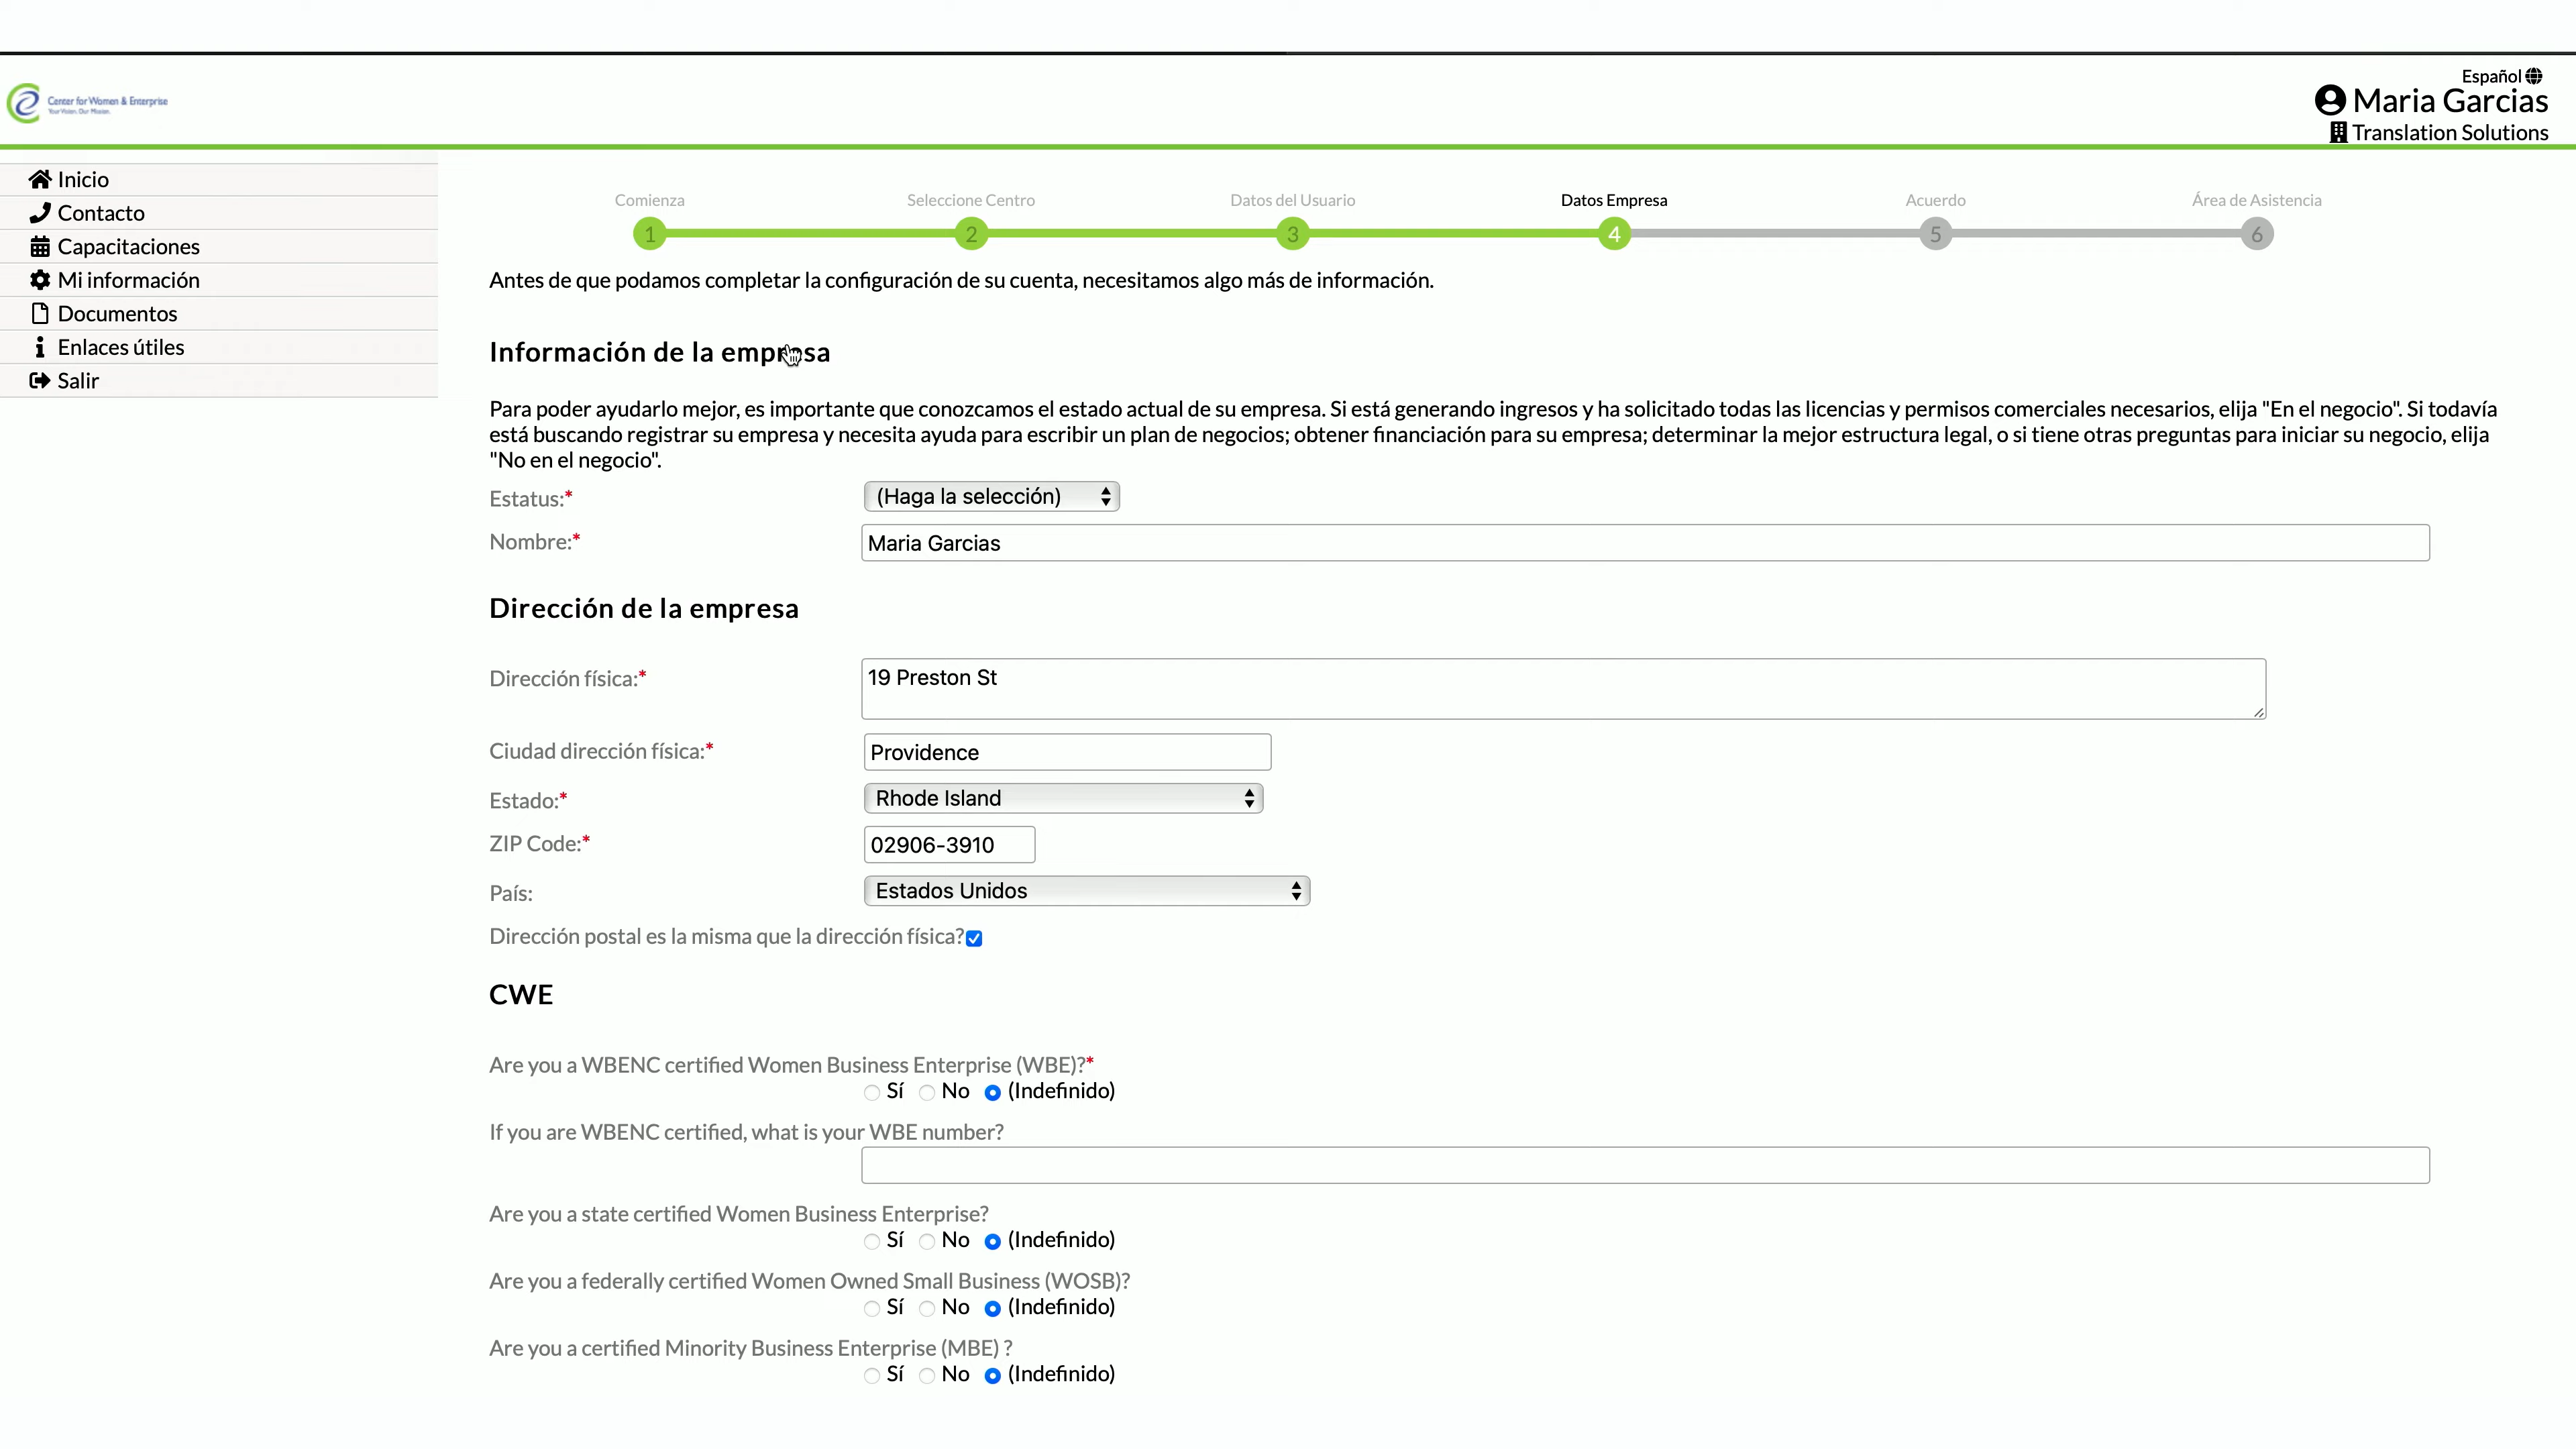 Center for Women & Enterprise
Your Vision. Our Mission.
Español
Maria Garcias
Translation Solutions
Inicio
Contacto
Capacitaciones
Mi información
Documentos
Enlaces útiles
Salir
Comienza
Seleccione Centro
Datos del Usuario
Datos Empresa
Acuerdo
Área de Asistencia
1
2
3
4
5
6
Antes de que podamos completar la configuración de su cuenta, necesitamos algo más de información.
Información de la empresa
Para poder ayudarlo mejor, es importante que conozcamos el estado actual de su empresa. Si está generando ingresos y ha solicitado todas las licencias y permisos comerciales necesarios, elija "En el negocio". Si todavía
está buscando registrar su empresa y necesita ayuda para escribir un plan de negocios; obtener financiación para su empresa; determinar la mejor estructura legal, o si tiene otras preguntas para iniciar su negocio, elija
"No en el negocio".
Estatus:* (Haga la selección)
Nombre:* Maria Garcias
Dirección de la empresa
Dirección física:* 19 Preston St
Ciudad dirección física:* Providence
Estado:* Rhode Island
ZIP Code:* 02906-3910
País: Estados Unidos
Dirección postal es la misma que la dirección física?
CWE
Are you a WBENC certified Women Business Enterprise (WBE)?*
Sí No (Indefinido)
If you are WBENC certified, what is your WBE number?
Are you a state certified Women Business Enterprise?
Sí No (Indefinido)
Are you a federally certified Women Owned Small Business (WOSB)?
Sí No (Indefinido)
Are you a certified Minority Business Enterprise (MBE) ?
Sí No (Indefinido)